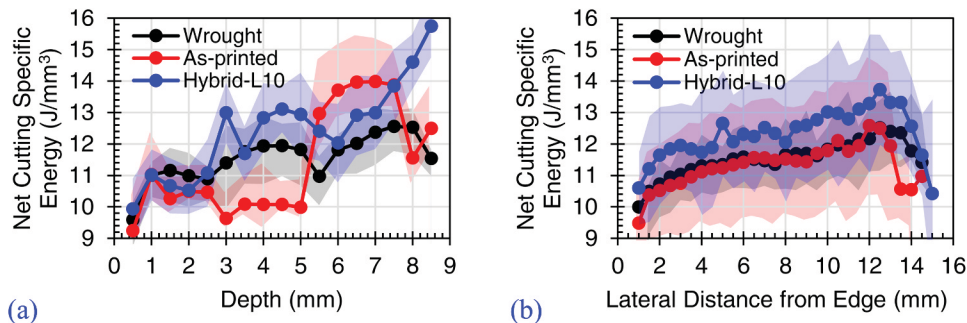 Net Cutting Specific
Energy (J/mm³)
16
15
14
13
12
11
10
9
Wrought
As-printed
Hybrid-L10
0 1 2 3 4 5 6 7 8 9
Depth (mm)
(a)
Net Cutting Specific
Energy (J/mm³)
16
15
14
13
12
11
10
9
Wrought
As-printed
Hybrid-L10
0 2 4 6 8 10 12 14 16
Lateral Distance from Edge (mm)
(b)